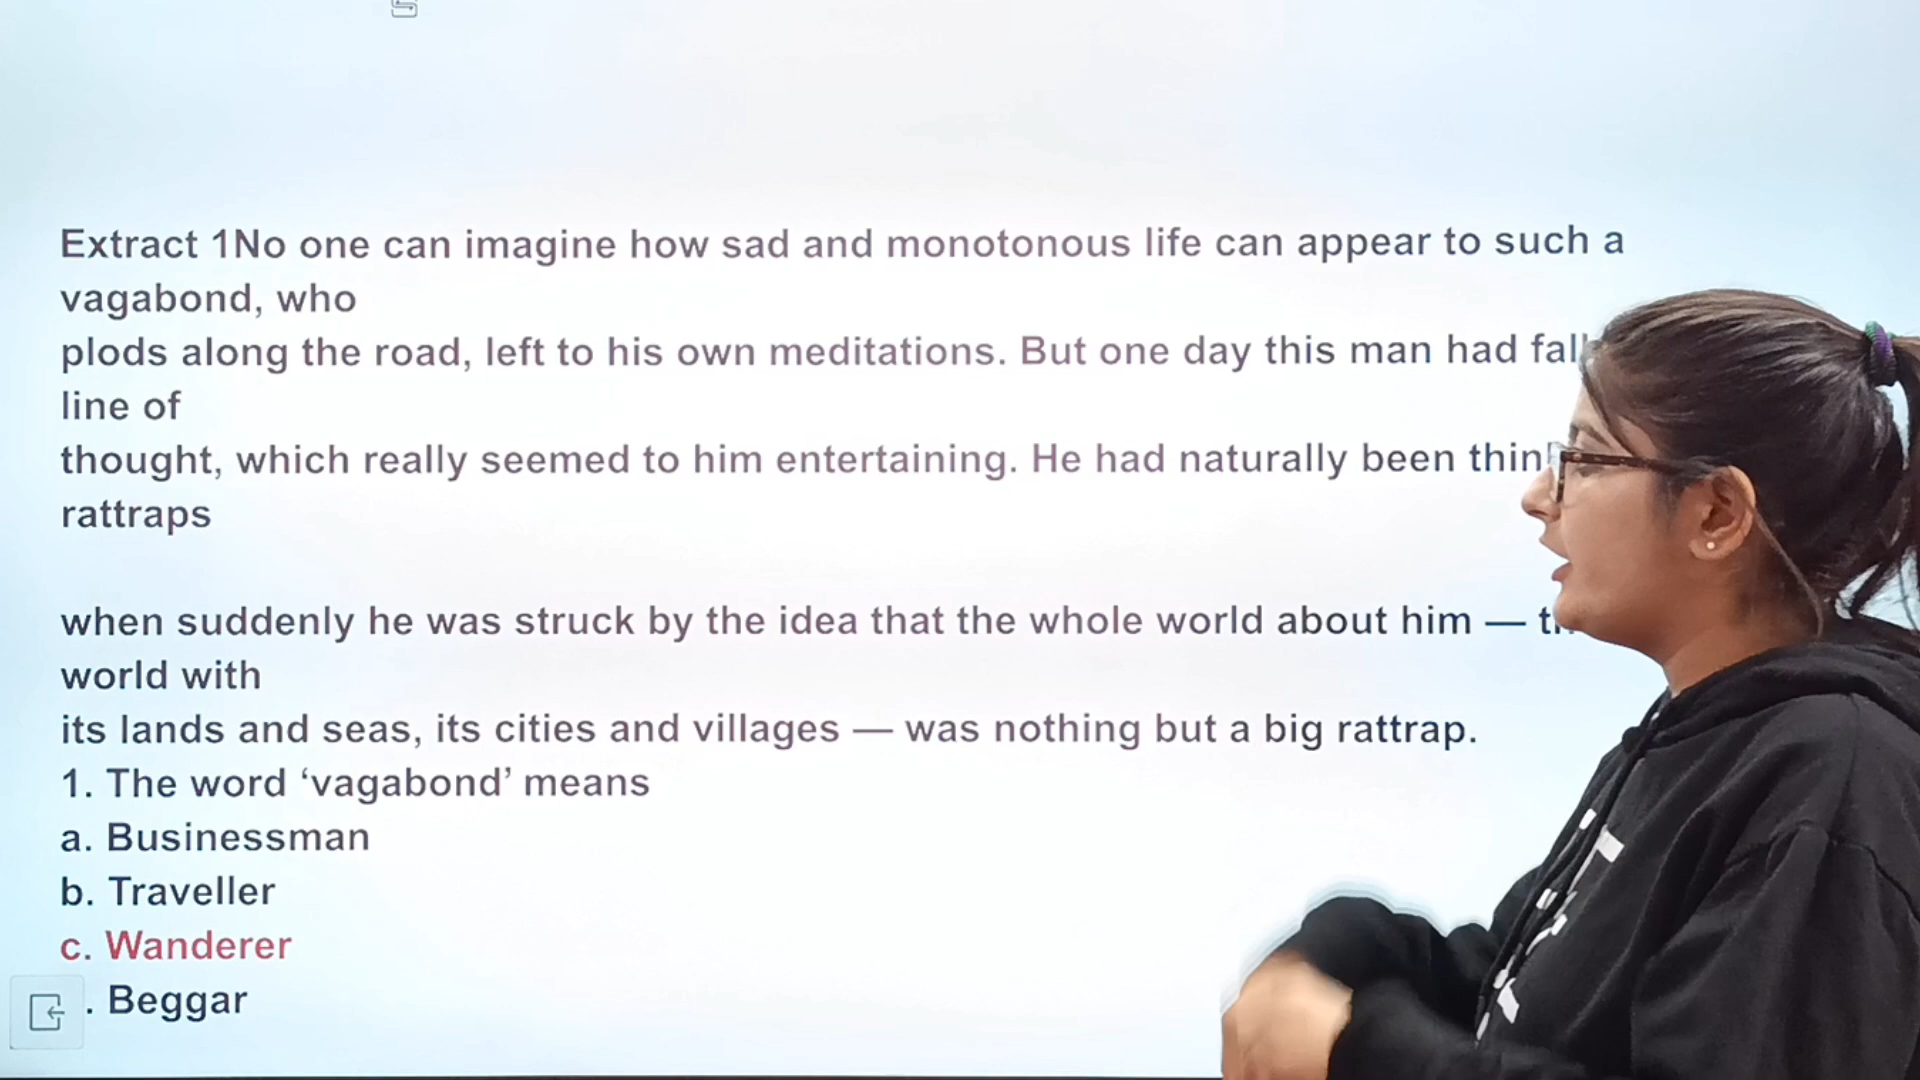 Extract 1No one can imagine how sad and monotonous life can appear to such a
vagabond, who
plods along the road, left to his own meditations. But one day this man had
line of
thought, which really seemed to him entertaining. He had naturally been
rattraps
when suddenly he was struck by the idea that the whole world about him —
world with
its lands and seas, its cities and villages — was nothing but a big rattrap.
1. The word ‘vagabond’ means
a. Businessman
b. Traveller
c. Wanderer
. Beggar